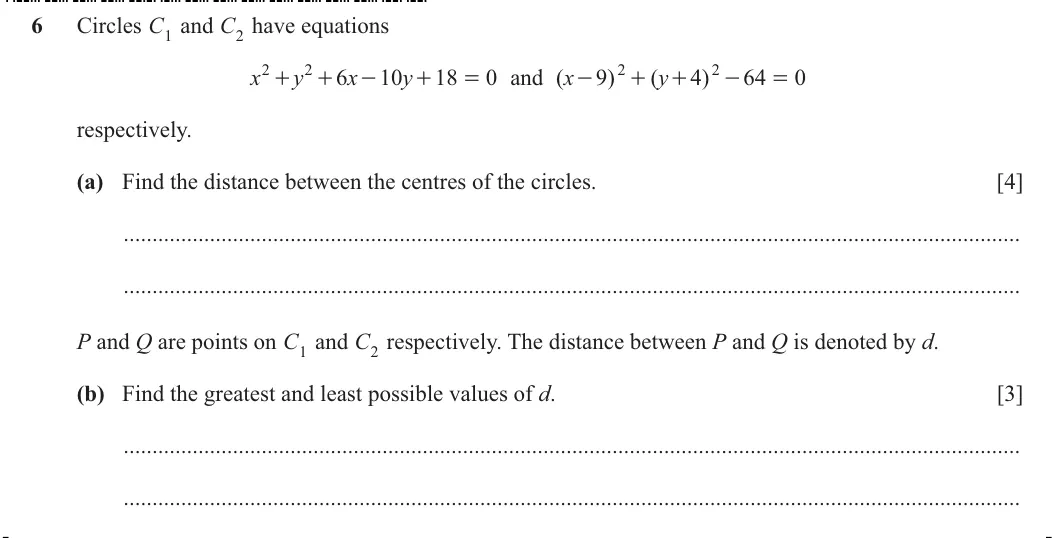 6 Circles C₁ and C₂ have equations
x² + y² + 6x − 10y + 18 = 0 and (x − 9)² + (y + 4)² − 64 = 0
respectively.
(a) Find the distance between the centres of the circles. [4]
P and Q are points on C₁ and C₂ respectively. The distance between P and Q is denoted by d.
(b) Find the greatest and least possible values of d. [3]